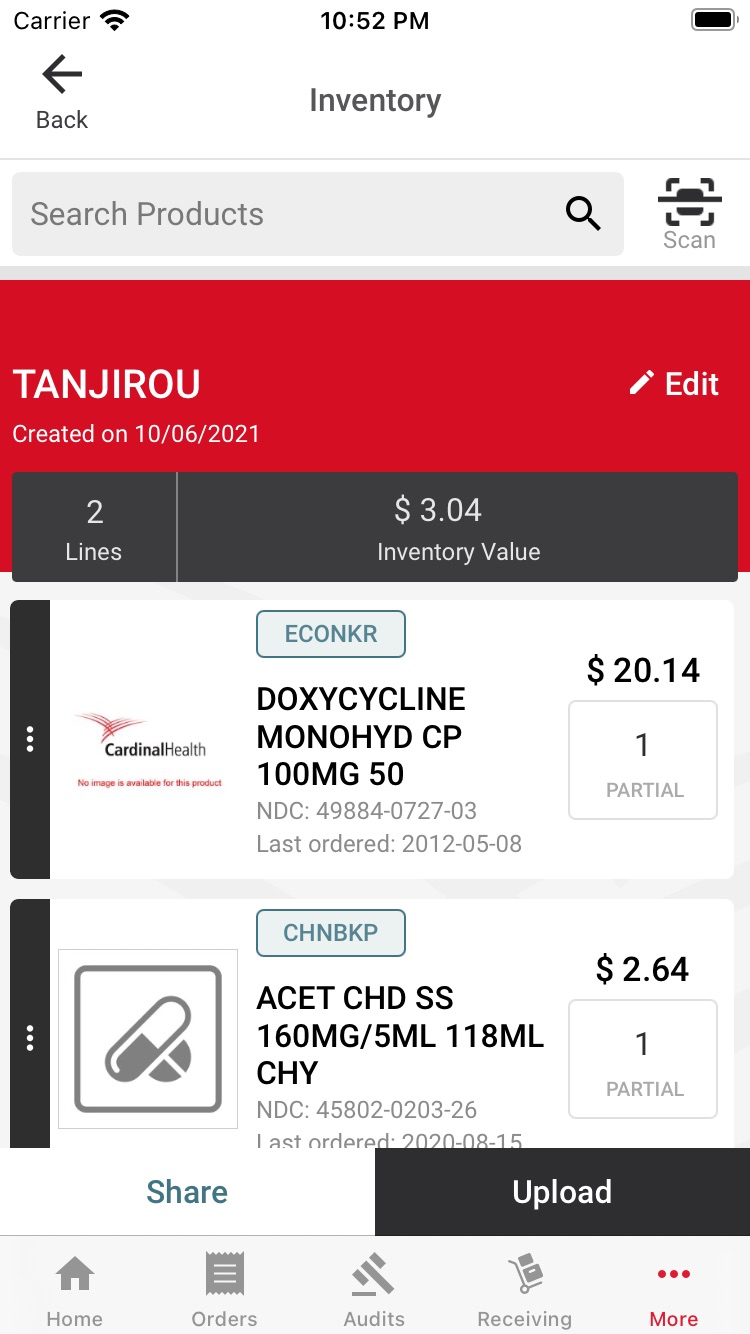 Carrier 10:52 PM
Back
Inventory
Search Products
Scan
TANJIROU
Edit
Created on 10/06/2021
2
Lines
$ 3.04
Inventory Value
ECONKR
DOXYCYCLINE
MONOHYD CP
100MG 50
NDC: 49884-0727-03
Last ordered: 2012-05-08
$ 20.14
1
PARTIAL
CardinalHealth
No image is available for this product
CHNBKP
ACET CHD SS
160MG/5ML 118ML
CHY
NDC: 45802-0203-26
Last ordered: 2020-08-15
$ 2.64
1
PARTIAL
Share
Upload
Home
Orders
Audits
Receiving
More